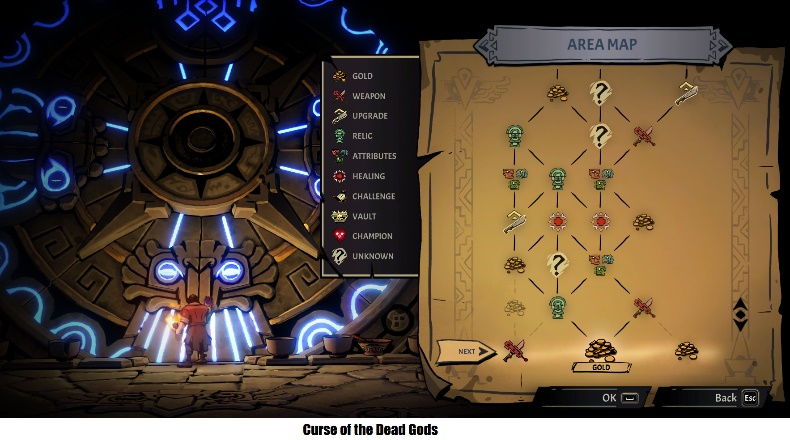 AREA MAP
GOLD
WEAPON
UPGRADE
RELIC
ATTRIBUTES
HEALING
CHALLENGE
VAULT
CHAMPION
UNKNOWN
?
?
?
NEXT
GOLD
OK
Back Esc
Curse of the Dead Gods